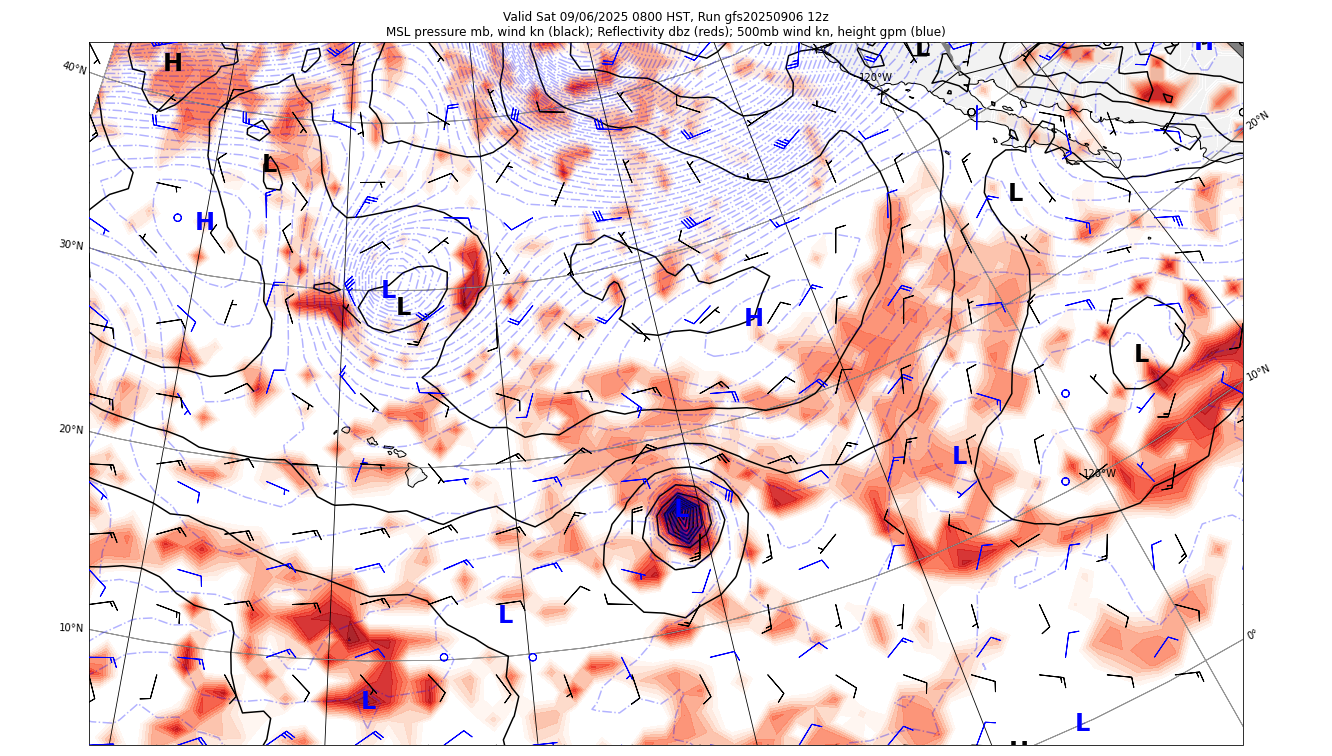 Valid Sat 09/06/2025 0800 HST, Run gfs20250906 12z
MSL pressure mb, wind kn (black); Reflectivity dbz (reds); 500mb wind kn, height gpm (blue)
H
L
H
40°N
120°W
20°N
L
H
L
30°N
L
L
H
L
10°N
20°N
L
120°W
L
10°N
L
0°
L
L
H